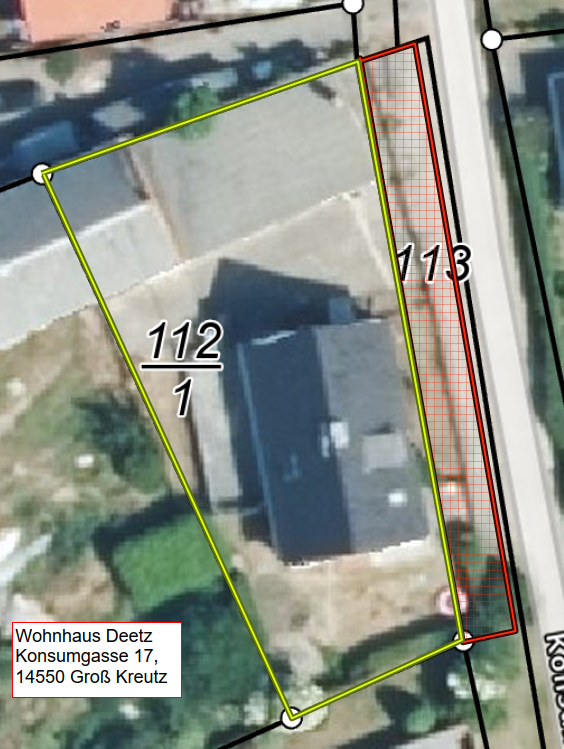 113
112
1
Wohnhaus Deetz
Konsumgasse 17,
14550 Groß Kreutz